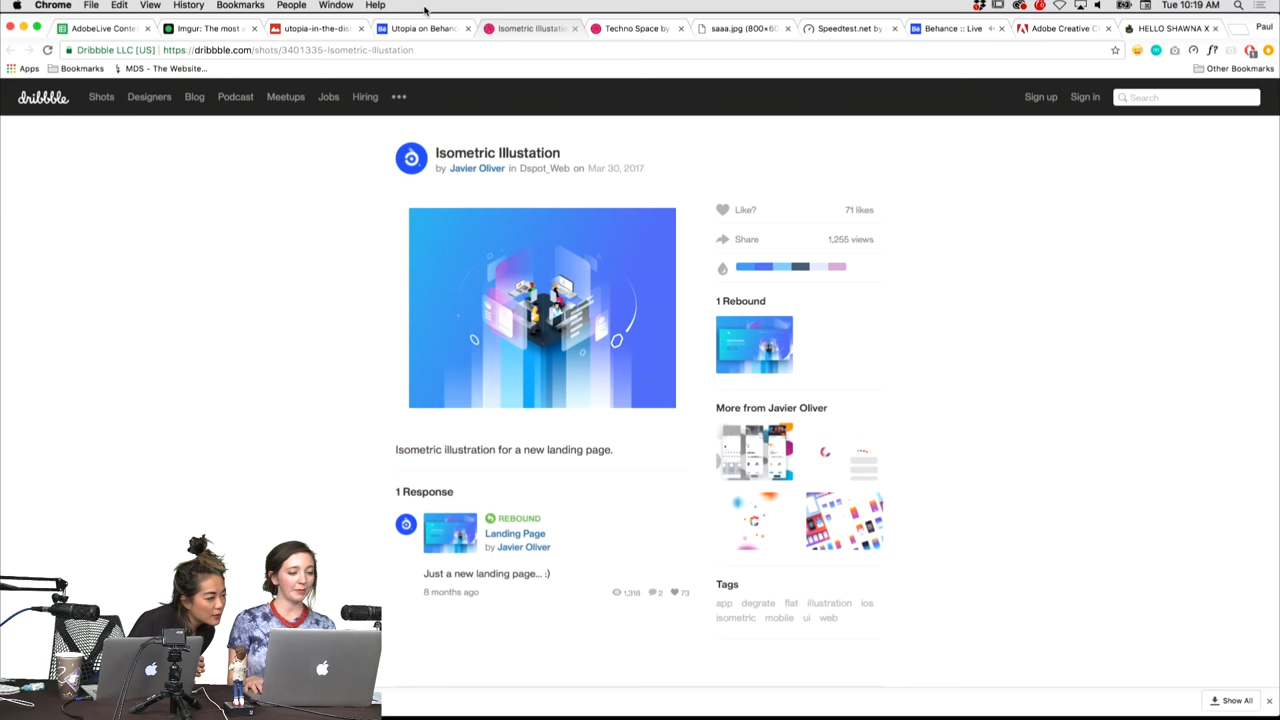 Chrome File Edit View History Bookmarks People Window Help Tue 10:19 AM
AdobeLive Contes Imgur: The most a utopia-in-the-dis Utopia on Behanc Isometric Illustatio Techno Space by saaa.jpg (800×60 Speedtest.net by Behance :: Live Adobe Creative C HELLO SHAWNA X Paul
Dribbble LLC [US] https://dribbble.com/shots/3401335-Isometric-Illustation
Apps Bookmarks MDS - The Website... Other Bookmarks
dribbble Shots Designers Blog Podcast Meetups Jobs Hiring Sign up Sign in Search
Isometric Illustation
by Javier Oliver in Dspot_Web on Mar 30, 2017
Like? 71 likes
Share 1,255 views
1 Rebound
More from Javier Oliver
Isometric illustration for a new landing page.
1 Response
REBOUND
Landing Page
by Javier Oliver
Just a new landing page... :)
8 months ago 1,318 2 73
Tags
app degrate flat illustration ios
isometric mobile ui web
Show All